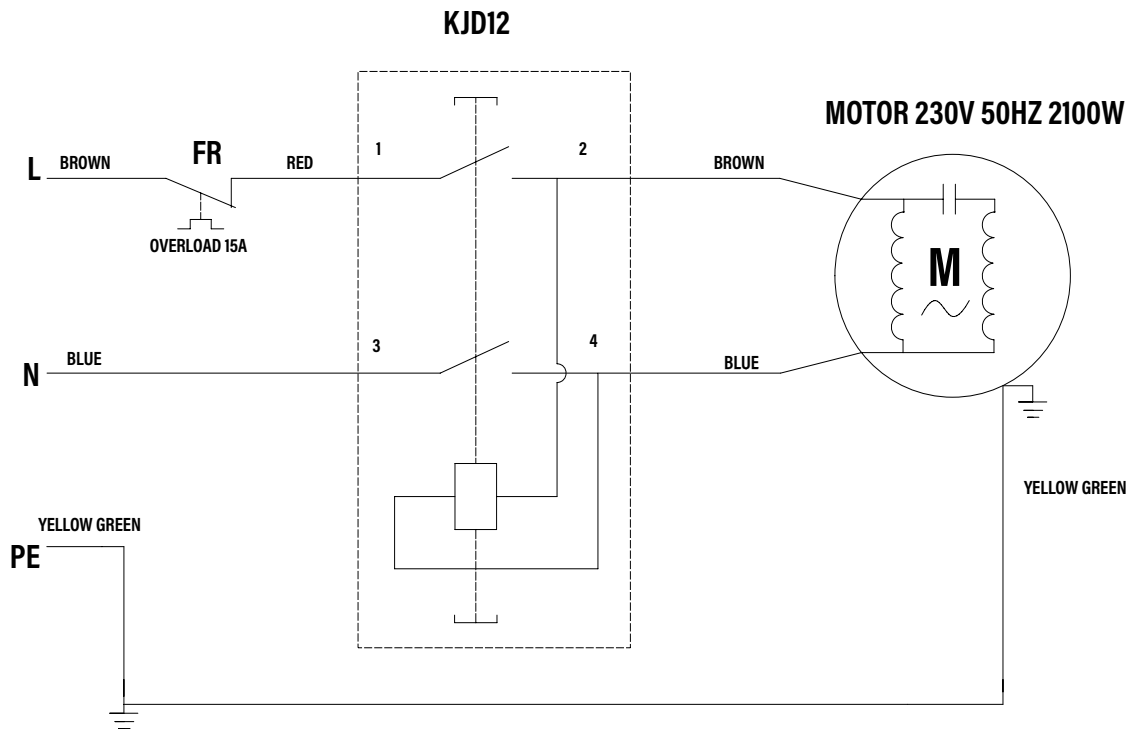 KJD12
MOTOR 230V 50HZ 2100W
L BROWN FR RED 1 2 BROWN
OVERLOAD 15A
M
N BLUE 3 4 BLUE
YELLOW GREEN
YELLOW GREEN
PE